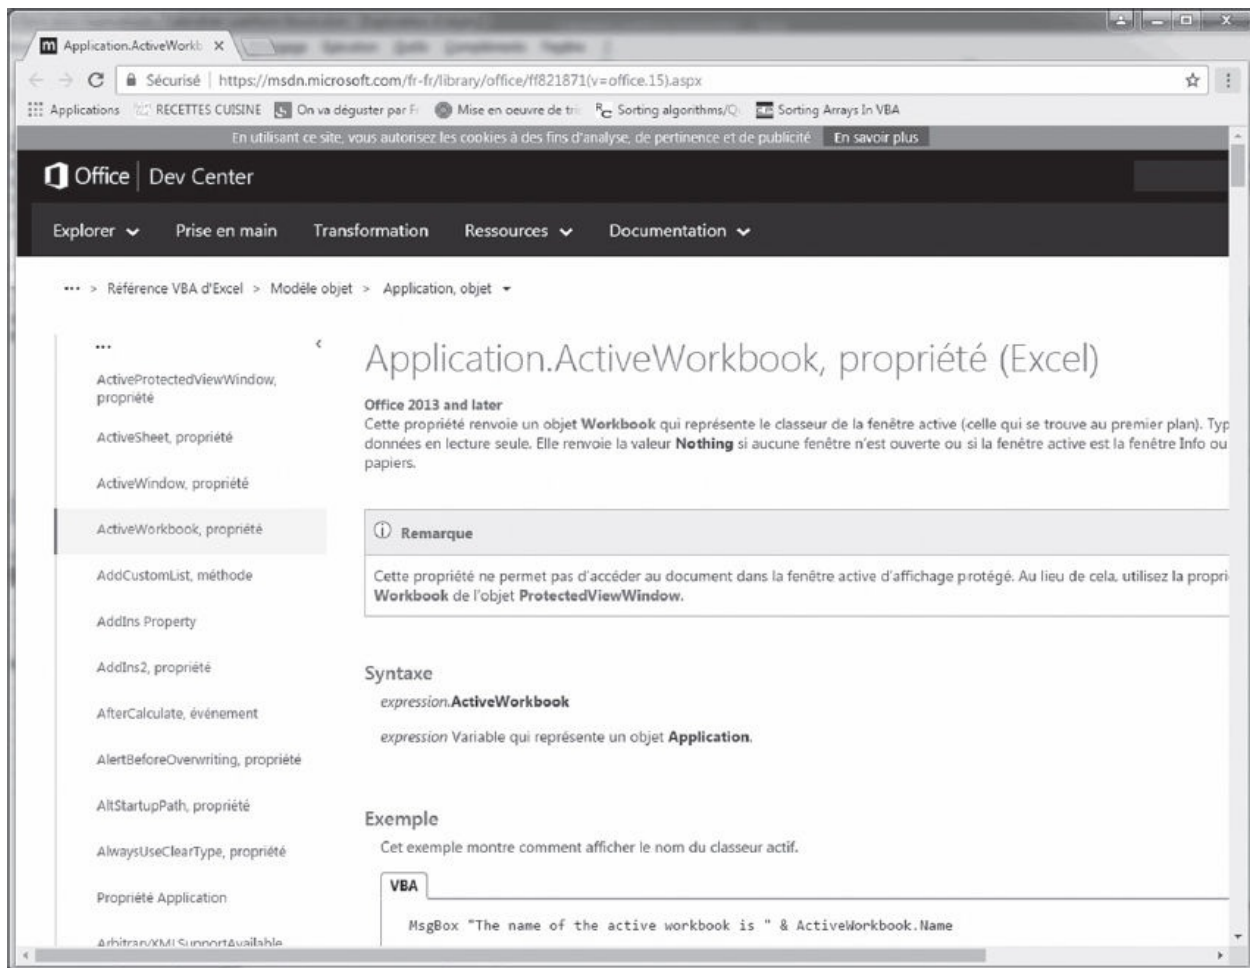 Application.ActiveWorkb
Sécurisé | https://msdn.microsoft.com/fr-fr/library/office/ff821871(v=office.15).aspx
Applications RECETTES CUISINE On va déguster par Fr Mise en oeuvre de tri Sorting algorithms/Q Sorting Arrays In VBA
En utilisant ce site, vous autorisez les cookies à des fins d'analyse, de pertinence et de publicité En savoir plus
Office | Dev Center
Explorer Prise en main Transformation Ressources Documentation
... > Référence VBA d'Excel > Modèle objet > Application, objet
...
ActiveProtectedViewWindow,
propriété
ActiveSheet, propriété
ActiveWindow, propriété
ActiveWorkbook, propriété
AddCustomList, méthode
AddIns Property
AddIns2, propriété
AfterCalculate, événement
AlertBeforeOverwriting, propriété
AltStartupPath, propriété
AlwaysUseClearType, propriété
Propriété Application
ArbitraryXMLSupportAvailable
Application.ActiveWorkbook, propriété (Excel)
Office 2013 and later
Cette propriété renvoie un objet Workbook qui représente le classeur de la fenêtre active (celle qui se trouve au premier plan). Typ
données en lecture seule. Elle renvoie la valeur Nothing si aucune fenêtre n'est ouverte ou si la fenêtre active est la fenêtre Info ou
papiers.
Remarque
Cette propriété ne permet pas d'accéder au document dans la fenêtre active d'affichage protégé. Au lieu de cela, utilisez la propri
Workbook de l'objet ProtectedViewWindow.
Syntaxe
expression.ActiveWorkbook
expression Variable qui représente un objet Application.
Exemple
Cet exemple montre comment afficher le nom du classeur actif.
VBA
MsgBox "The name of the active workbook is " & ActiveWorkbook.Name